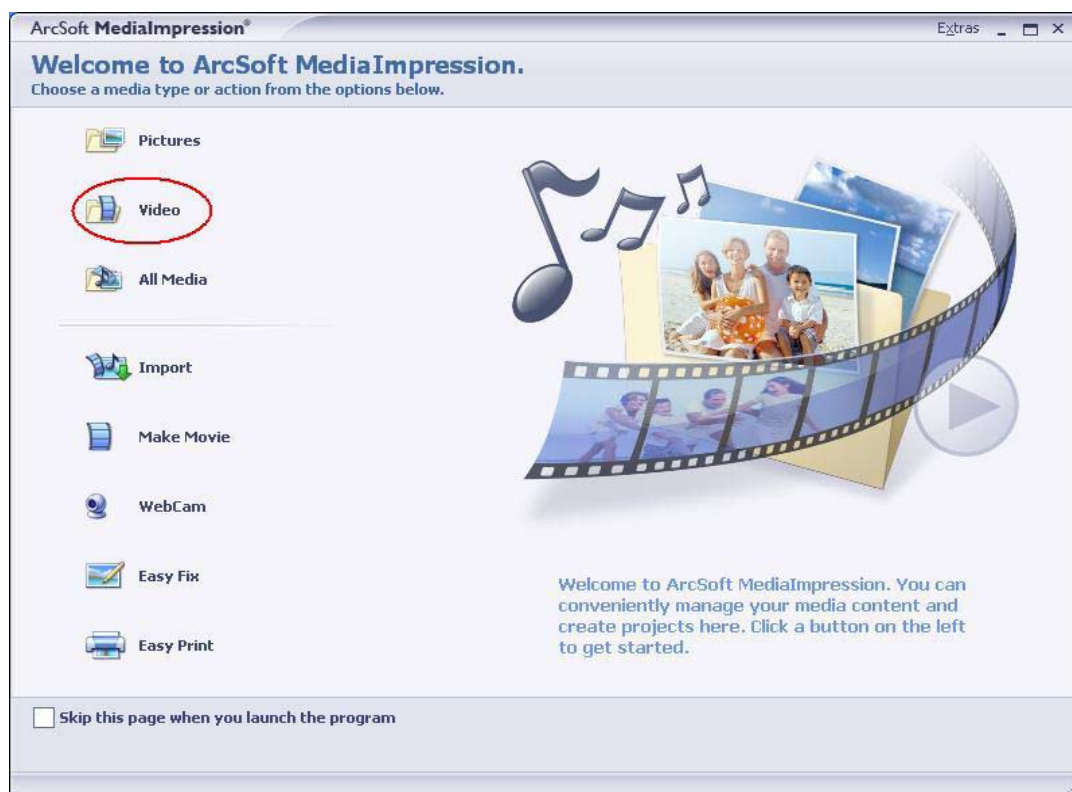 ArcSoft MediaImpression®
Extras
Welcome to ArcSoft MediaImpression.
Choose a media type or action from the options below.
Pictures
Video
All Media
Import
Make Movie
WebCam
Easy Fix
Easy Print
Welcome to ArcSoft MediaImpression. You can
conveniently manage your media content and
create projects here. Click a button on the left
to get started.
Skip this page when you launch the program